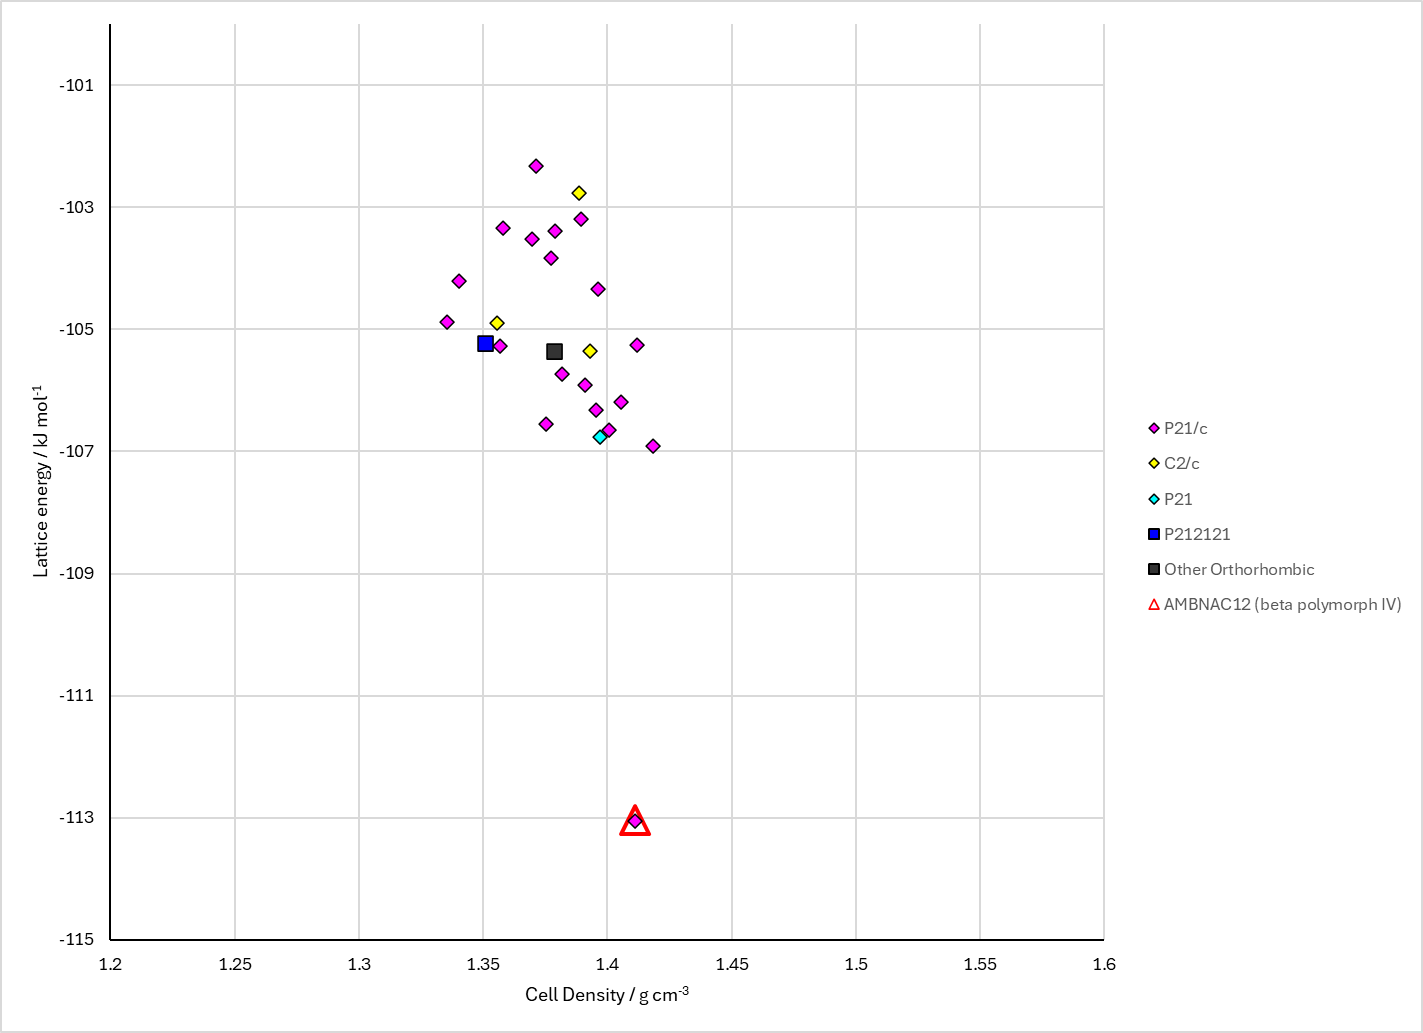 -101
-103
-105
-107
-109
-111
-113
-115
1.2 1.25 1.3 1.35 1.4 1.45 1.5 1.55 1.6
Lattice energy / kJ mol-1
Cell Density / g cm-3
P21/c
C2/c
P21
P212121
Other Orthorhombic
AMBNAC12 (beta polymorph IV)